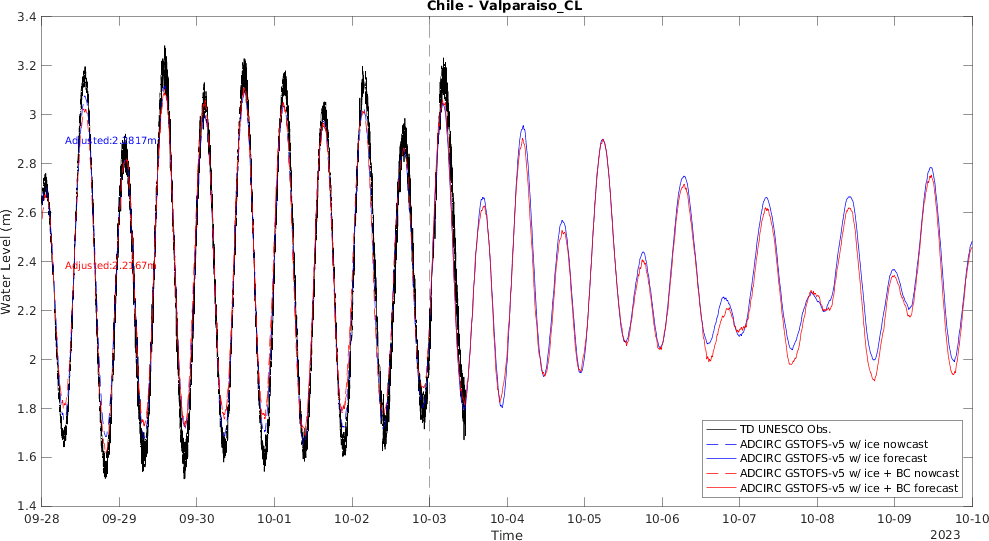 Chile - Valparaiso_CL
3.4
3.2
3
2.8
2.6
2.4
2.2
2
1.8
1.6
1.4
Water Level (m)
Adjusted:2.2817m
Adjusted:2.2167m
TD UNESCO Obs.
ADCIRC GSTOFS-v5 w/ ice nowcast
ADCIRC GSTOFS-v5 w/ ice forecast
ADCIRC GSTOFS-v5 w/ ice + BC nowcast
ADCIRC GSTOFS-v5 w/ ice + BC forecast
09-28 09-29 09-30 10-01 10-02 10-03 10-04 10-05 10-06 10-07 10-08 10-09 10-10
Time
2023